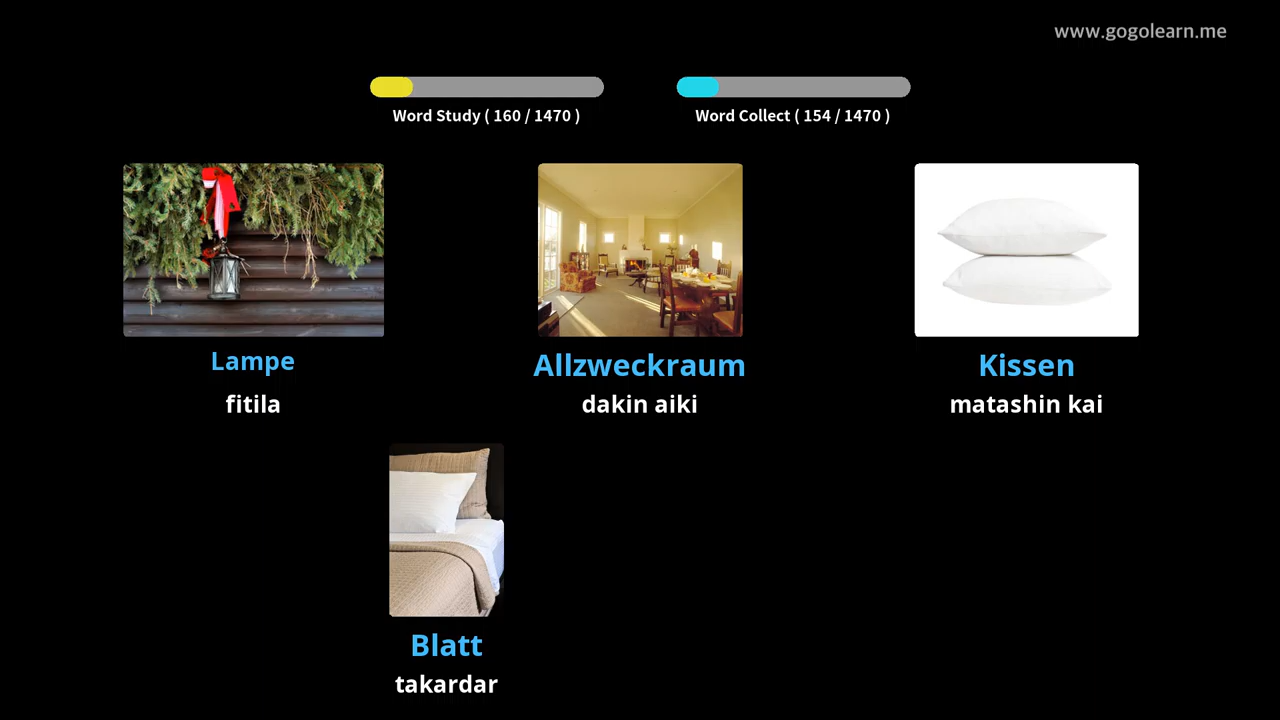 www.gogolearn.me
Word Study ( 160 / 1470 )
Word Collect ( 154 / 1470 )
Lampe
fitila
Allzweckraum
dakin aiki
Kissen
matashin kai
Blatt
takardar